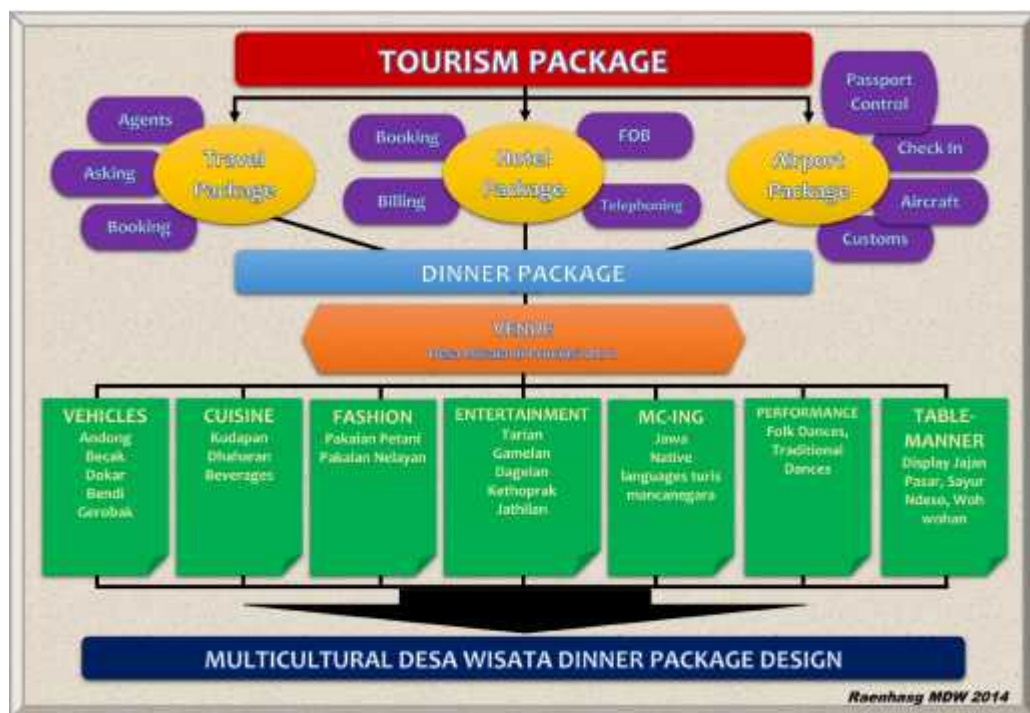 TOURISM PACKAGE
Agents
Asking
Booking
Travel
Package
Booking
Billing
Hotel
Package
FOB
Telephoning
Airport
Package
Passport
Control
Check In
Aircraft
Customs
DINNER PACKAGE
VENUE
VEHICLES
Andong
Becak
Dokar
Bendi
Gerobak
CUISINE
Kudapan
Dhaharan
Beverages
FASHION
Pakaian Petani
Pakaian Nelayan
ENTERTAINMENT
Tarian
Gamelan
Dagelan
Kethoprak
Jathilan
MC-ING
Jawa
Native
languages turis
mancanegara
PERFORMANCE
Folk Dances,
Traditional
Dances
TABLE-
MANNER
Display Jajan
Pasar, Sayur
Ndeso, Woh
wohan
MULTICULTURAL DESA WISATA DINNER PACKAGE DESIGN
Raenhasg MDW 2014